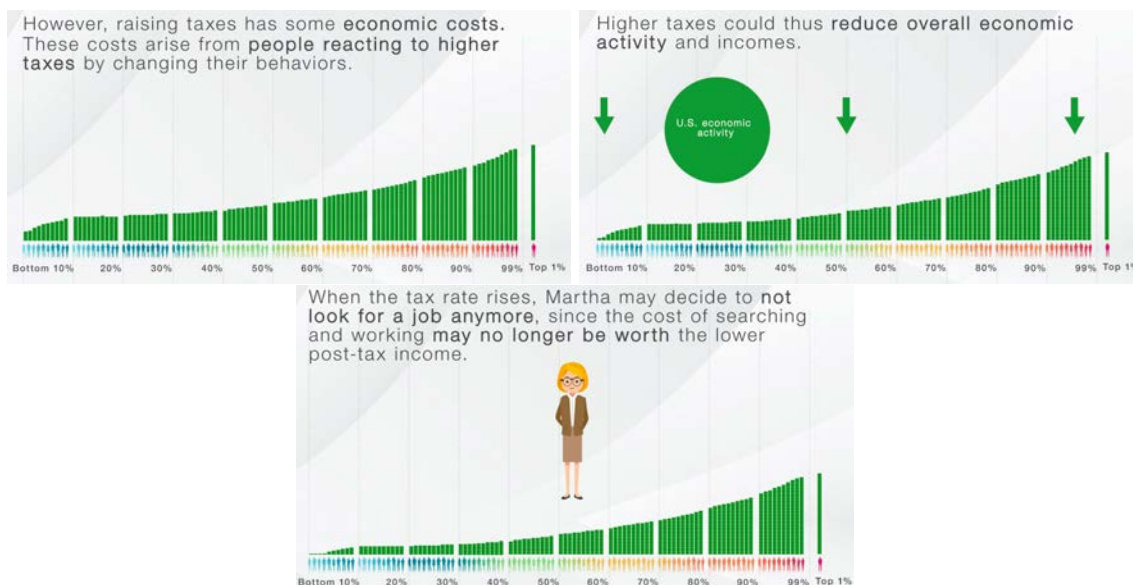 However, raising taxes has some economic costs.
These costs arise from people reacting to higher
taxes by changing their behaviors.
Bottom 10% 20% 30% 40% 50% 60% 70% 80% 90% 99% Top 1%
Higher taxes could thus reduce overall economic
activity and incomes.
U.S. economic
activity
Bottom 10% 20% 30% 40% 50% 60% 70% 80% 90% 99% Top 1%
When the tax rate rises, Martha may decide to not
look for a job anymore, since the cost of searching
and working may no longer be worth the lower
post-tax income.
Bottom 10% 20% 30% 40% 50% 60% 70% 80% 90% 99% Top 1%